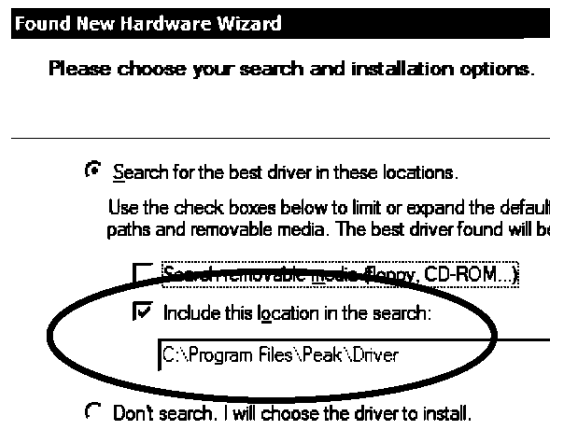 Found New Hardware Wizard
Please choose your search and installation options.
Search for the best driver in these locations.
Use the check boxes below to limit or expand the defaul
paths and removable media. The best driver found will be
Search removable media (floppy, CD-ROM...)
Include this location in the search:
C:\Program Files\Peak\Driver
Don't search. I will choose the driver to install.